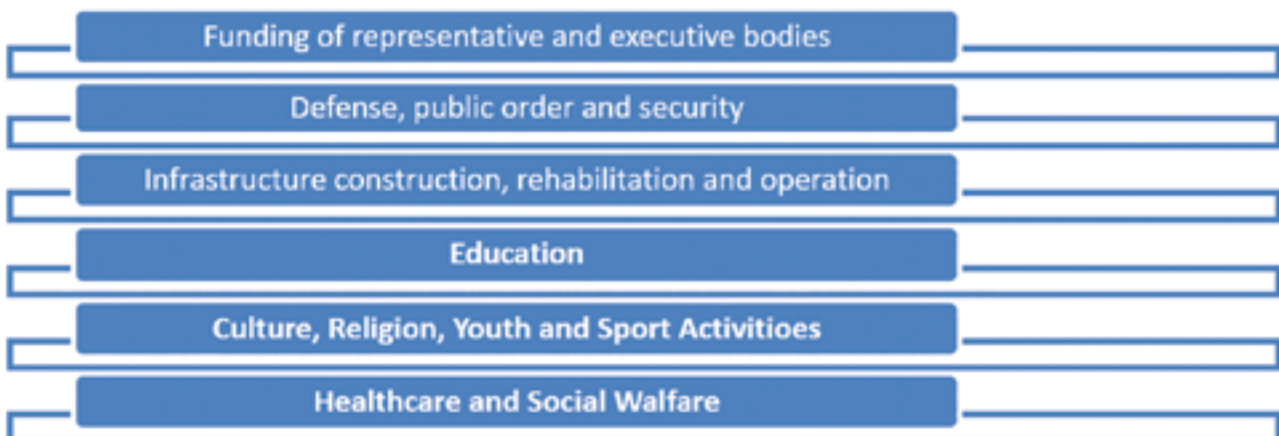 Funding of representative and executive bodies
Defense, public order and security
Infrastructure construction, rehabilitation and operation
Education
Culture, Religion, Youth and Sport Activitioes
Healthcare and Social Walfare